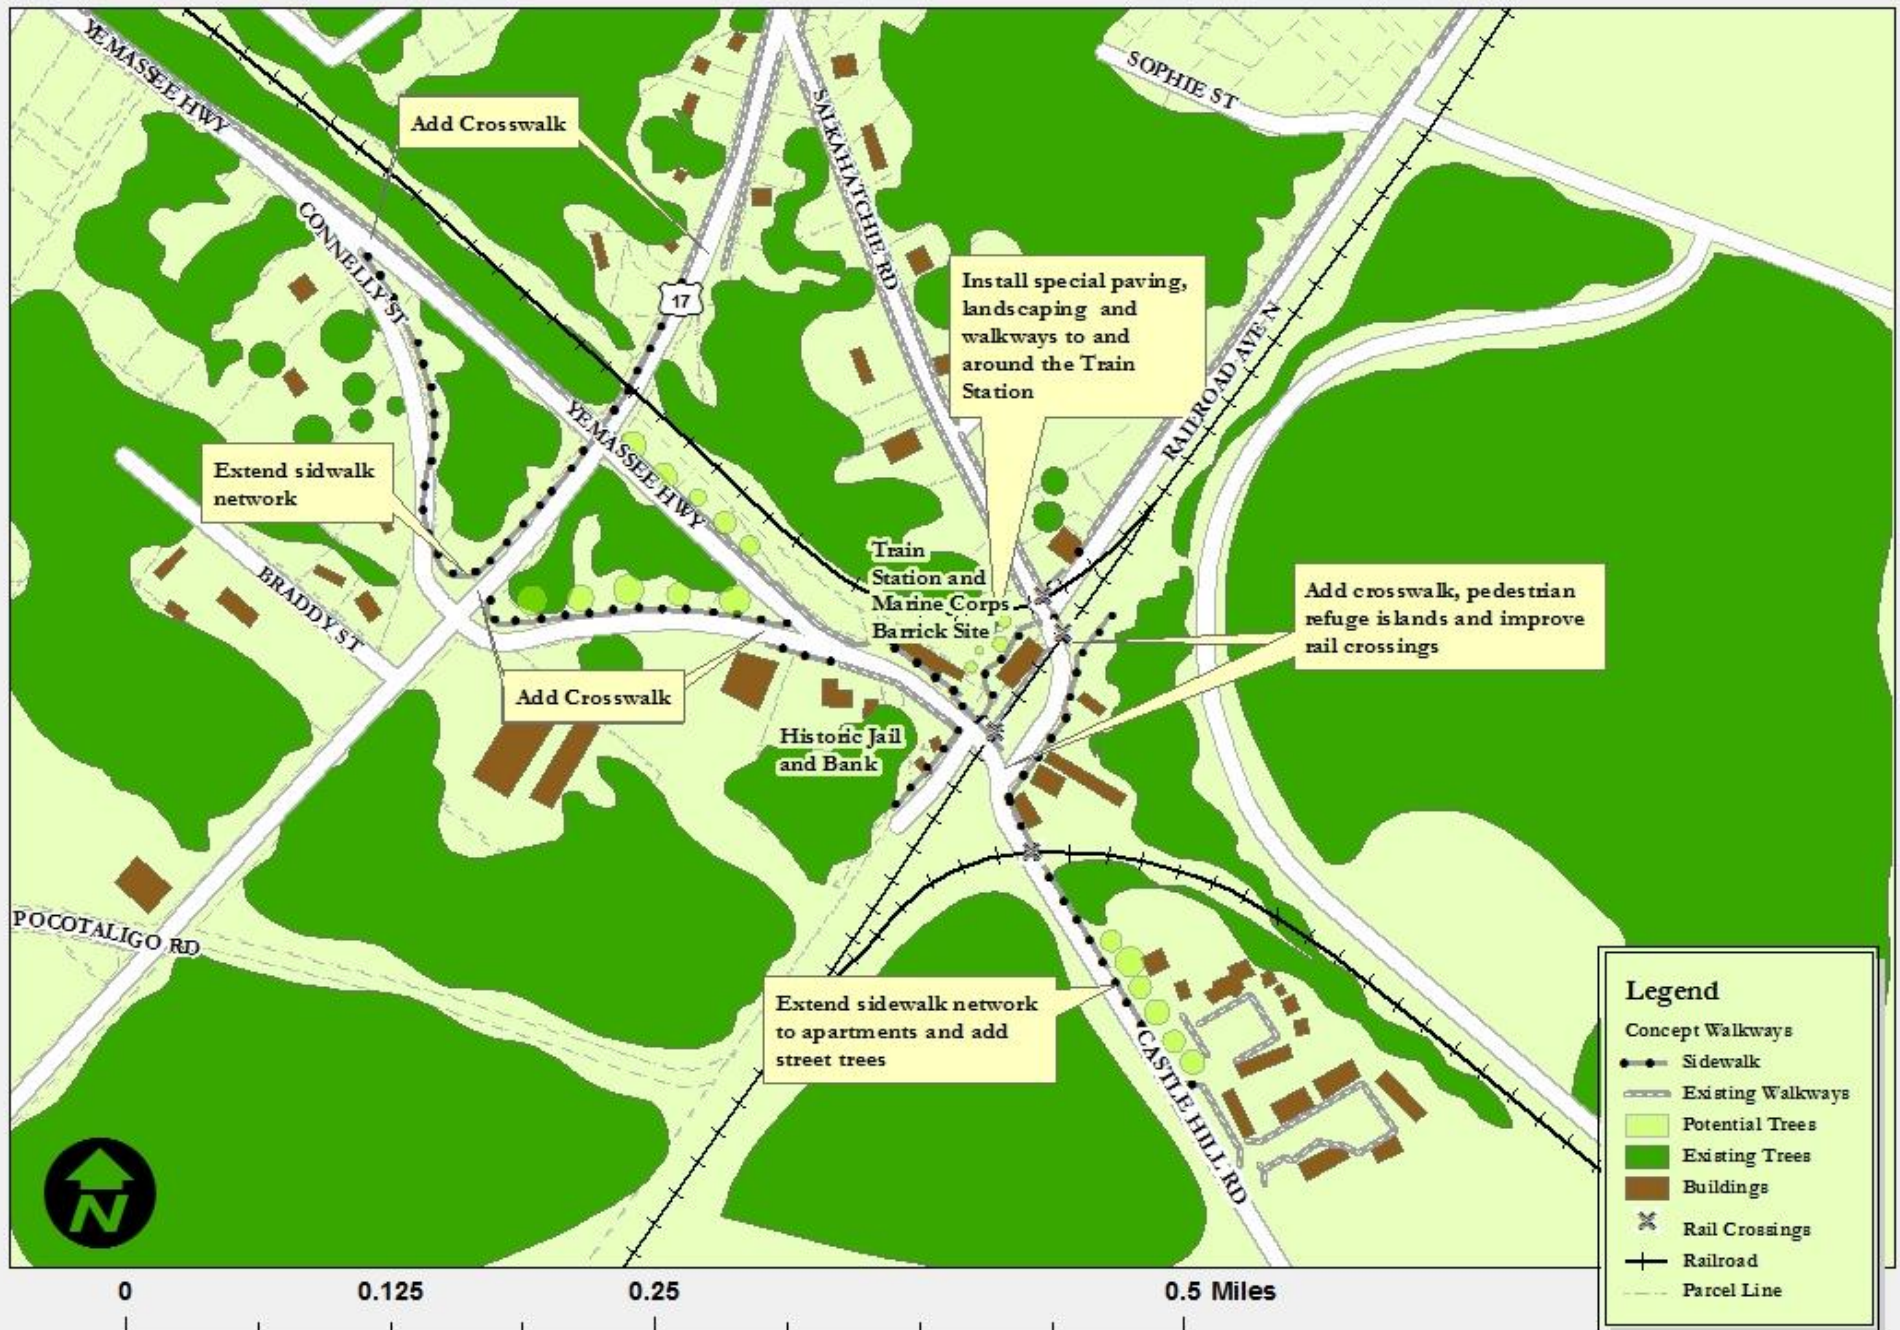 YEMASSEE HWY
SOPHIE ST
Add Crosswalk
SALKAHATCHIE RD
CONNELLY ST
17
Install special paving,
landscaping and
walkways to and
around the Train
Station
RAILROAD AVE N
YEMASSEE HWY
Extend sidwalk
network
Train
Station and
Marine Corps
Barrick Site
BRADDY ST
Add crosswalk, pedestrian
refuge islands and improve
rail crossings
Add Crosswalk
Historic Jail
and Bank
POCOTALIGO RD
Extend sidewalk network
to apartments and add
street trees
CASTLE HILL RD
N
Legend
Concept Walkways
Sidewalk
Existing Walkways
Potential Trees
Existing Trees
Buildings
Rail Crossings
Railroad
Parcel Line
0 0.125 0.25 0.5 Miles